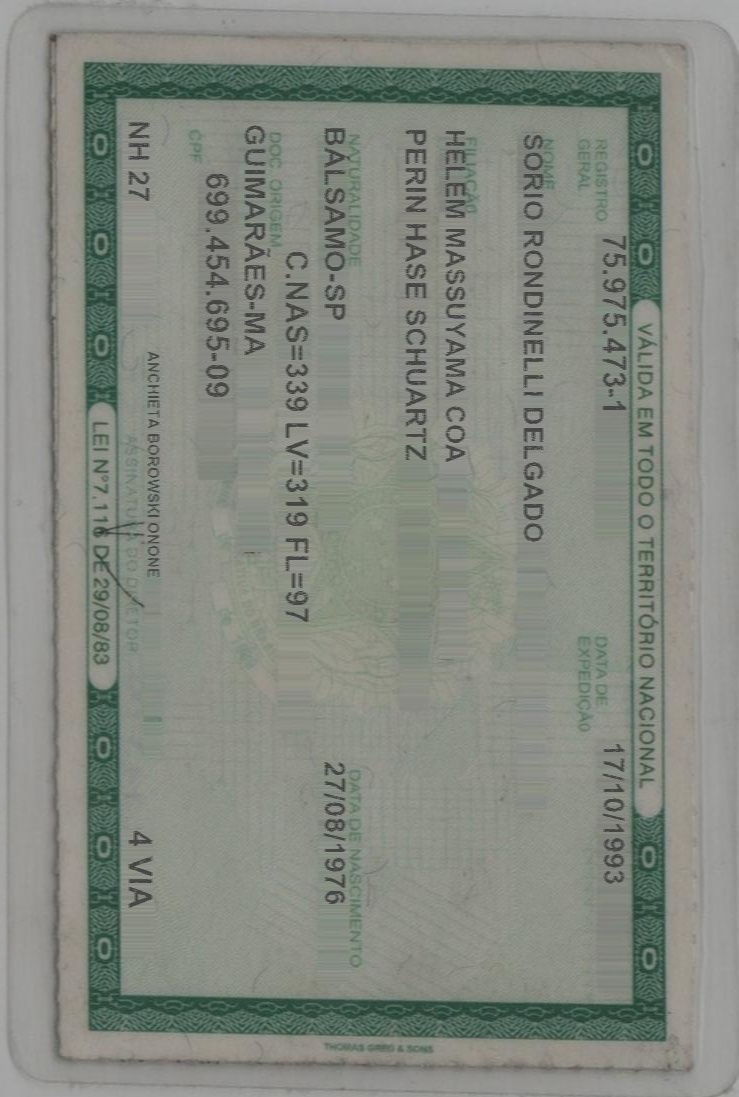 VÁLIDA EM TODO O TERRITÓRIO NACIONAL
REGISTRO GERAL 75.975.473-1 DATA DE EXPEDIÇÃO 17/10/1993
NOME
SORIO RONDINELLI DELGADO
FILIAÇÃO
HELEM MASSUYAMA COA
PERIN HASE SCHUARTZ
NATURALIDADE DATA DE NASCIMENTO
BÁLSAMO-SP 27/08/1976
DOC. ORIGEM C.NAS=339 LV=319 FL=97
GUIMARÃES-MA
CPF 699.454.695-09
NH 27 ANCHIETA BOROWSKI ONONE 4 VIA
ASSINATURA DO DIRETOR
LEI Nº7.116 DE 29/08/83
THOMAS GREG & SONS